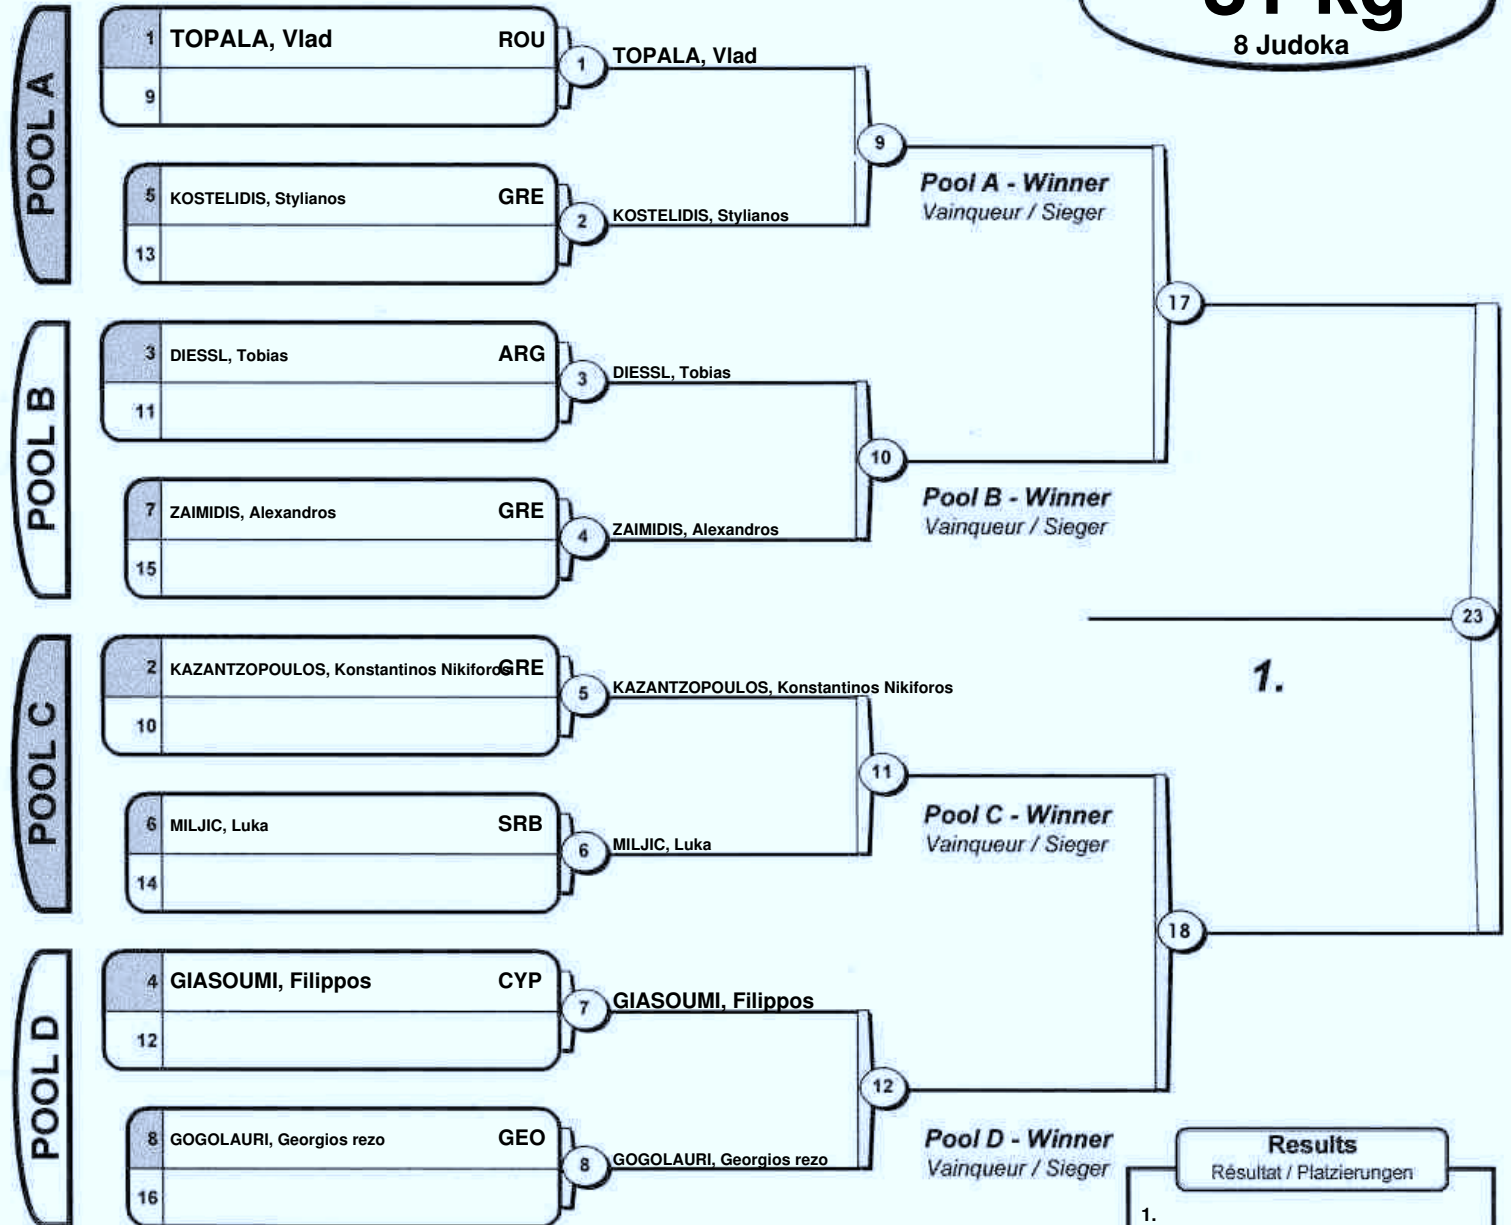 8 Judoka
POOL A
1 TOPALA, Vlad ROU
9
1 TOPALA, Vlad
5 KOSTELIDIS, Stylianos GRE
13
2 KOSTELIDIS, Stylianos
9
Pool A - Winner
Vainqueur / Sieger
POOL B
3 DIESSL, Tobias ARG
11
3 DIESSL, Tobias
7 ZAIMIDIS, Alexandros GRE
15
4 ZAIMIDIS, Alexandros
10
Pool B - Winner
Vainqueur / Sieger
17
POOL C
2 KAZANTZOPOULOS, Konstantinos Nikiforos GRE
10
5 KAZANTZOPOULOS, Konstantinos Nikiforos
6 MILJIC, Luka SRB
14
6 MILJIC, Luka
11
Pool C - Winner
Vainqueur / Sieger
POOL D
4 GIASOUMI, Filippos CYP
12
7 GIASOUMI, Filippos
8 GOGOLAURI, Georgios rezo GEO
16
8 GOGOLAURI, Georgios rezo
12
Pool D - Winner
Vainqueur / Sieger
18
23
1.
Results
Résultat / Platzierungen
1.